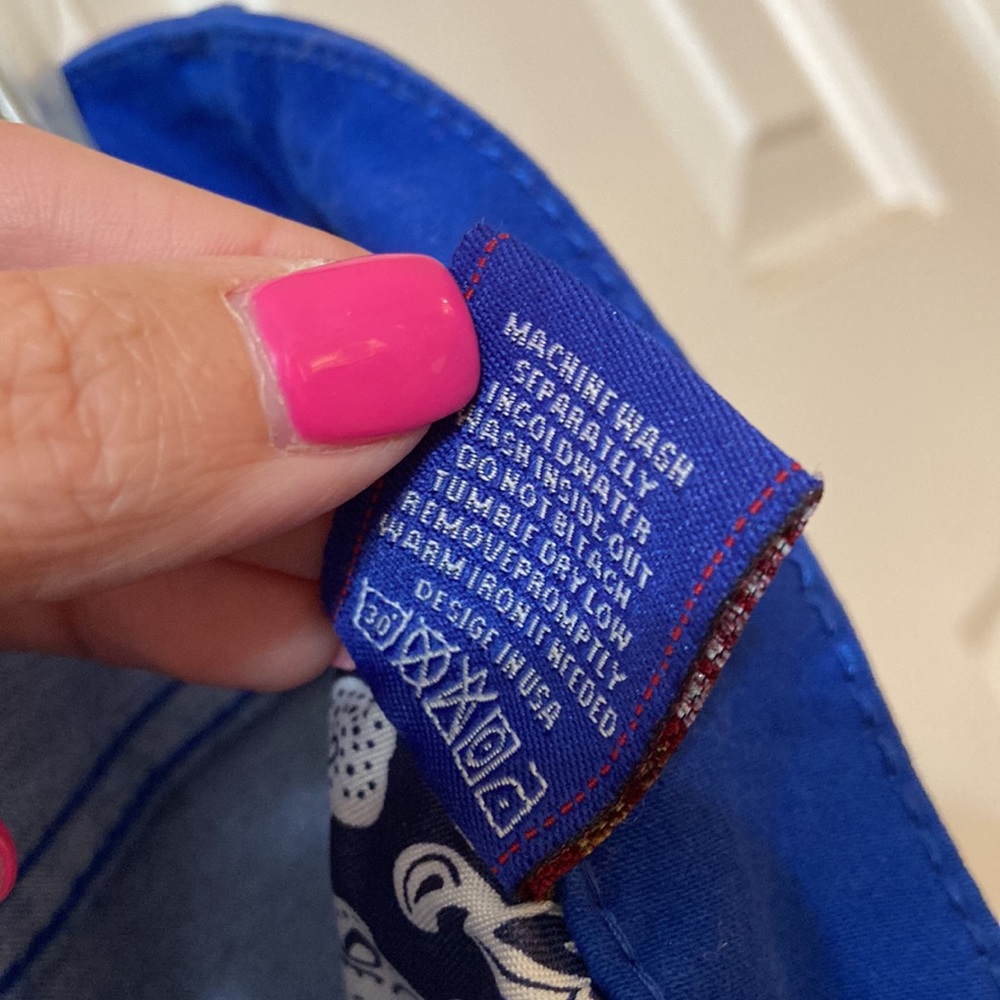 MACHINE WASH
SEPARATELY
IN COLD WATER
WASH INSIDE OUT
DO NOT BLEACH
TUMBLE DRY LOW
REMOVE PROMPTLY
WARM IRON IF NEEDED
DESIGE IN USA
30°